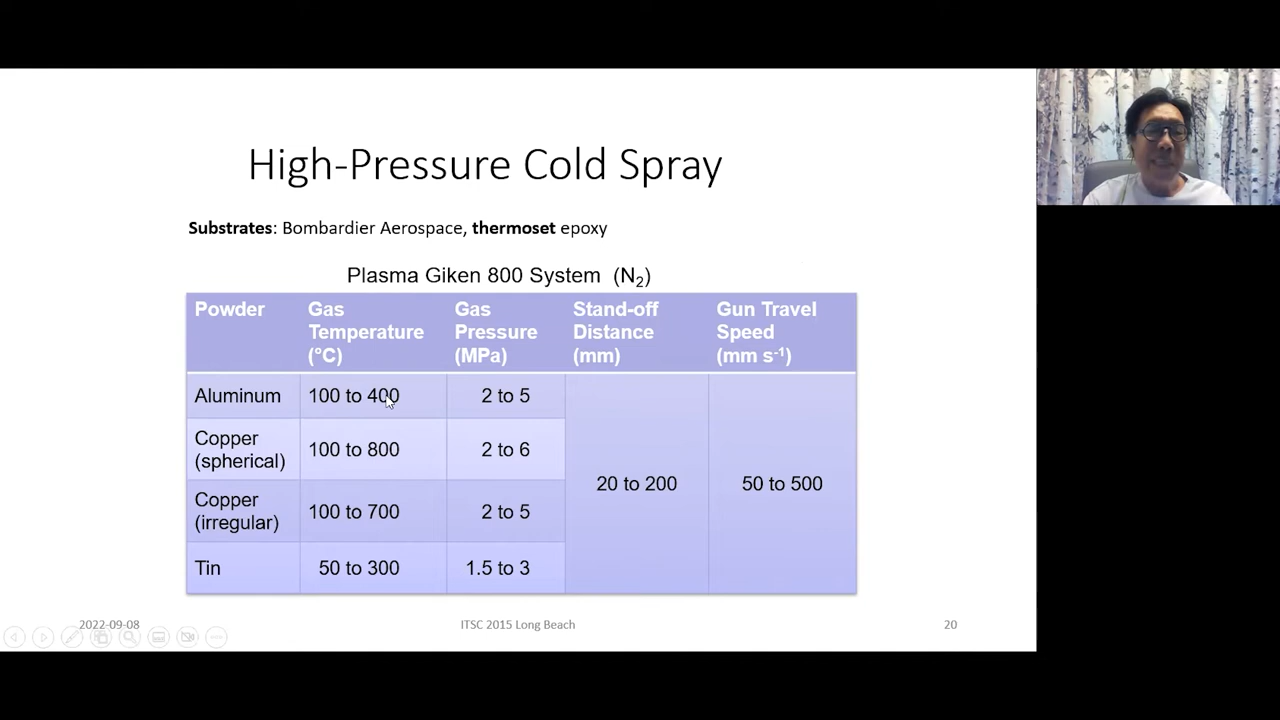 High-Pressure Cold Spray
Substrates: Bombardier Aerospace, thermoset epoxy
Plasma Giken 800 System (N2)
Powder
Gas Temperature (°C)
Gas Pressure (MPa)
Stand-off Distance (mm)
Gun Travel Speed (mm s-1)
Aluminum
100 to 400
2 to 5
20 to 200
50 to 500
Copper (spherical)
100 to 800
2 to 6
Copper (irregular)
100 to 700
2 to 5
Tin
50 to 300
1.5 to 3
2022-09-08
ITSC 2015 Long Beach
20